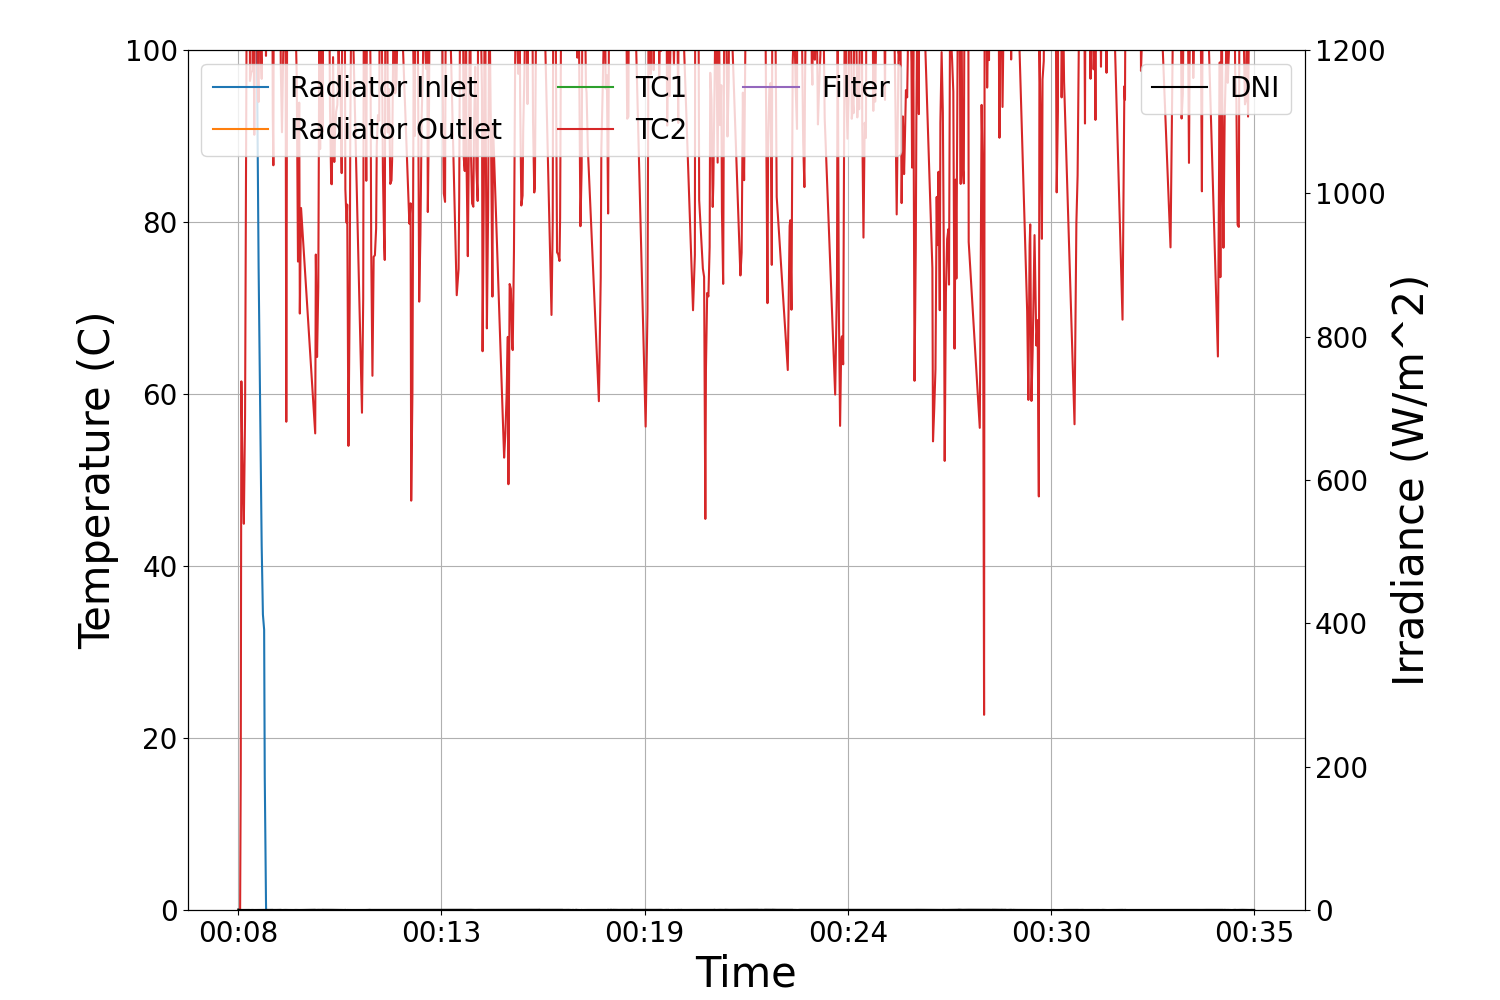 100
80
60
40
20
0
Temperature (C)
Radiator Inlet
Radiator Outlet
TC1
TC2
Filter
DNI
1200
1000
800
600
400
200
0
Irradiance (W/m^2)
00:08 00:13 00:19 00:24 00:30 00:35
Time